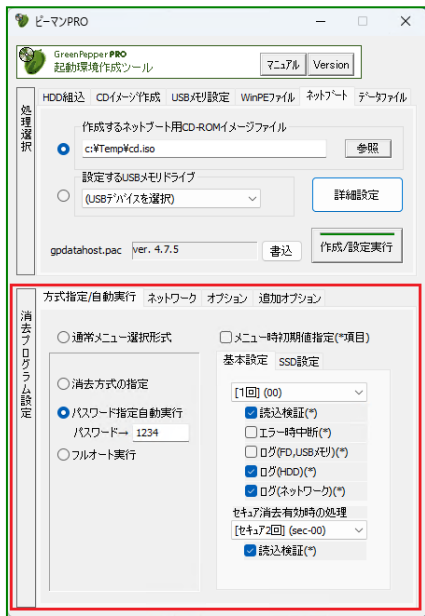 ピーマンPRO
GreenPepper PRO
起動環境作成ツール
マニュアル
Version
処理選択
HDD組込
CDイメージ作成
USBメモリ設定
WinPEファイル
ネットブート
データファイル
作成するネットブート用CD-ROMイメージファイル
c:¥Temp¥cd.iso
参照
設定するUSBメモリドライブ
(USBデバイスを選択)
詳細設定
gpdatahost.pac
ver. 4.7.5
書込
作成/設定実行
消去プログラム設定
方式指定/自動実行
ネットワーク
オプション
追加オプション
通常メニュー選択形式
メニュー時初期値指定(*項目)
基本設定
SSD設定
消去方式の指定
[1回] (00)
パスワード指定自動実行
読込検証(*)
パスワード→ 1234
エラー時中断(*)
フルオート実行
ログ(FD,USBメモリ)(*)
ログ(HDD)(*)
ログ(ネットワーク)(*)
セキュア消去有効時の処理
[セキュア2回] (sec-00)
読込検証(*)